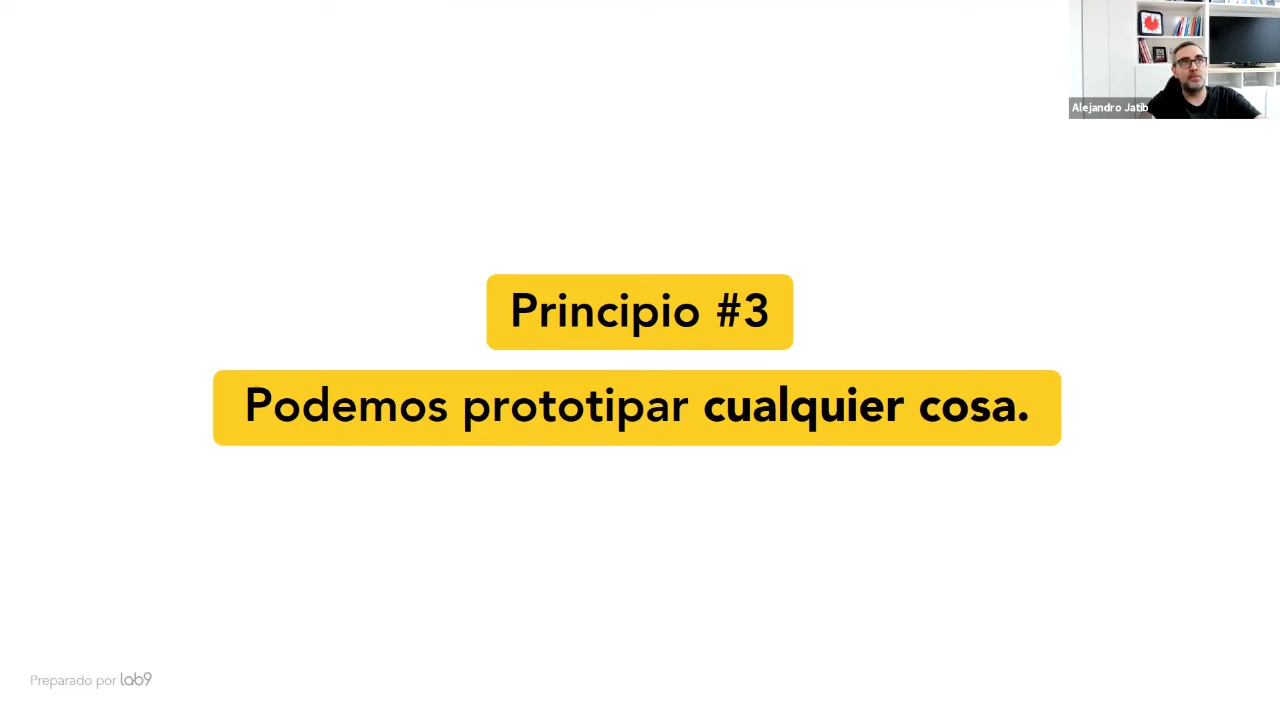 Alejandro Jatib
Principio #3
Podemos prototipar cualquier cosa.
Preparado por lab9